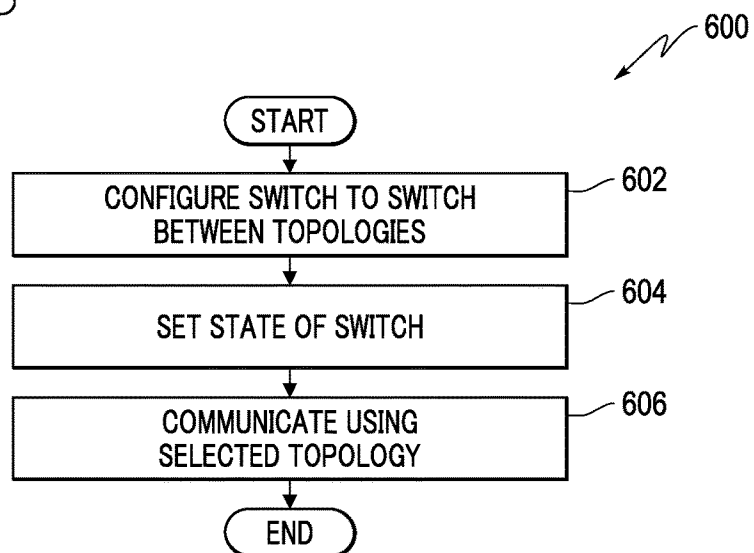 600
START
CONFIGURE SWITCH TO SWITCH
BETWEEN TOPOLOGIES
602
SET STATE OF SWITCH
604
COMMUNICATE USING
SELECTED TOPOLOGY
606
END